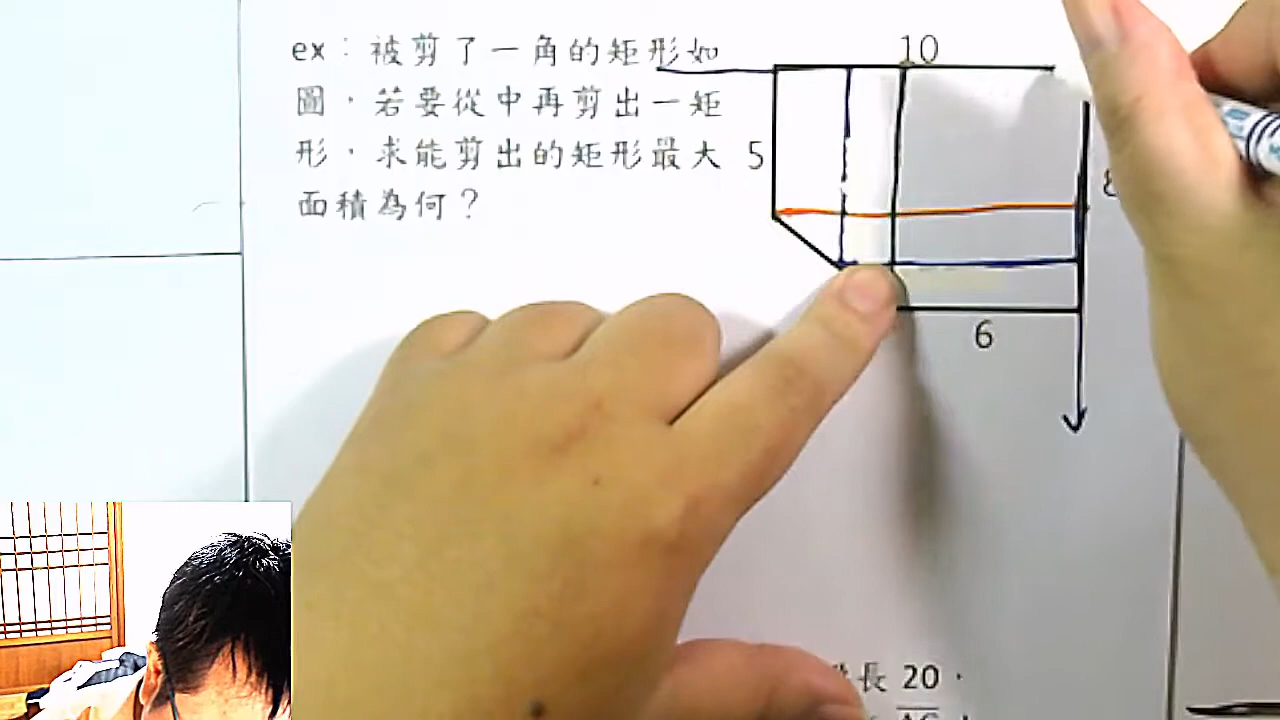 ex：被剪了一角的矩形如
圖，若要從中再剪出一矩
形，求能剪出的矩形最大
面積為何？
10
5
6
長 20，